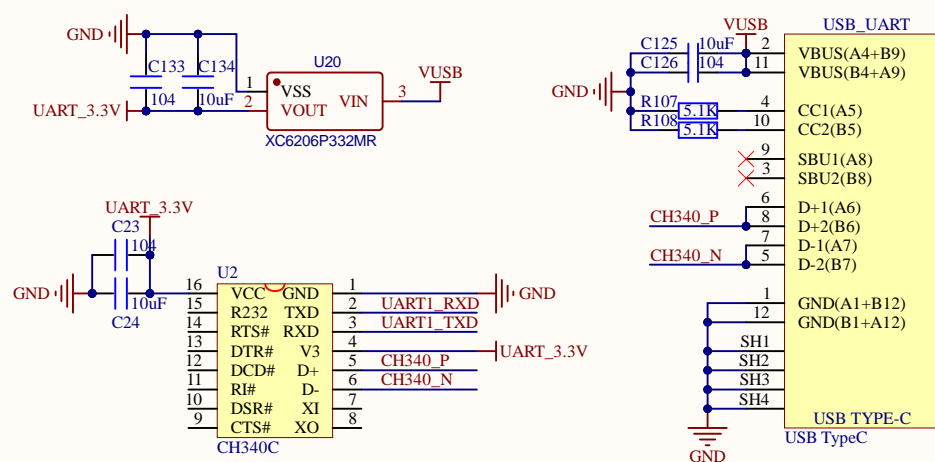 GND
C133
104
C134
10uF
UART_3.3V
U20
1
2
VSS
VOUT
VIN
3
VUSB
XC6206P332MR
UART_3.3V
C23
104
GND
10uF
C24
U2
16 VCC GND 1
15 R232 TXD 2 UART1_RXD
14 RTS# RXD 3 UART1_TXD
13 DTR# V3 4 UART_3.3V
12 DCD# D+ 5 CH340_P
11 RI# D- 6 CH340_N
10 DSR# XI 7
9 CTS# XO 8
GND
CH340C
USB_UART
VUSB
C125 10uF 2 VBUS(A4+B9)
C126 104 11 VBUS(B4+A9)
GND
R107 5.1K 4 CC1(A5)
R108 5.1K 10 CC2(B5)
9 SBU1(A8)
3 SBU2(B8)
6 D+1(A6)
CH340_P 8 D+2(B6)
7 D-1(A7)
CH340_N 5 D-2(B7)
1 GND(A1+B12)
12 GND(B1+A12)
SH1
SH2
SH3
SH4
USB TYPE-C
USB TypeC
GND